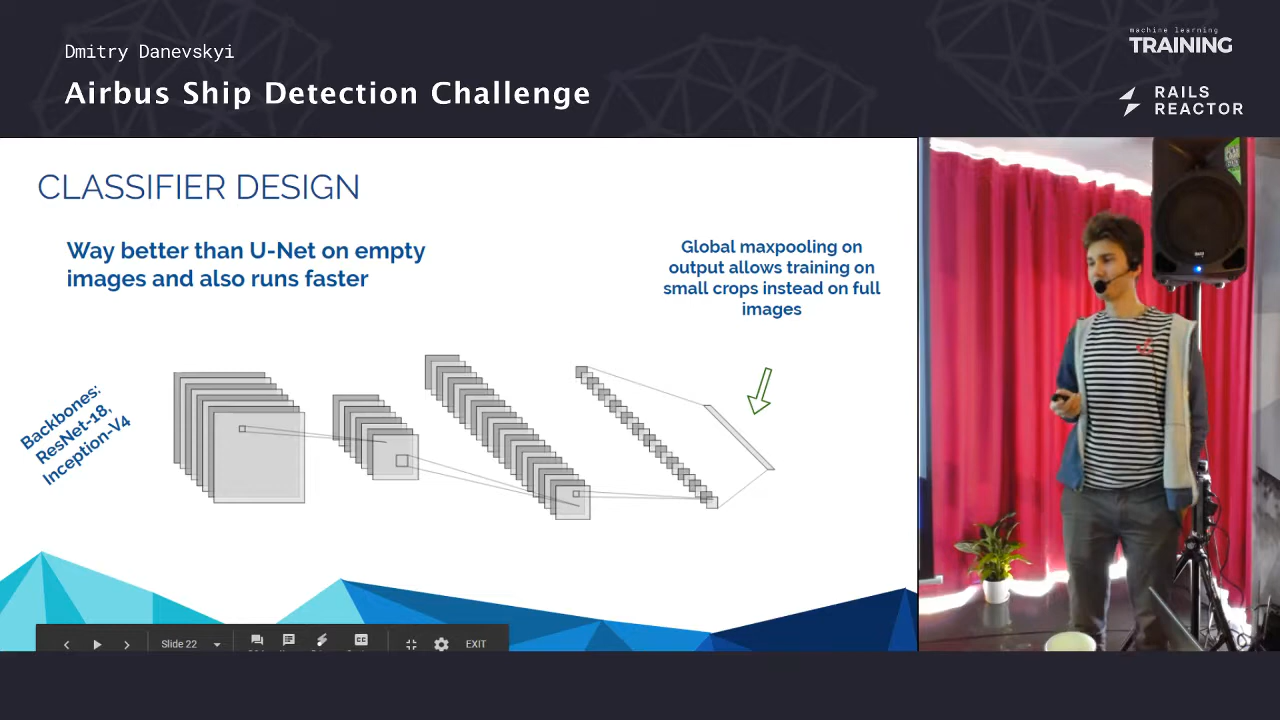 Dmitry Danevskyi
Airbus Ship Detection Challenge
machine learning
TRAINING
RAILS
REACTOR
CLASSIFIER DESIGN
Way better than U-Net on empty
images and also runs faster
Global maxpooling on
output allows training on
small crops instead on full
images
Backbones:
ResNet-18,
Inception-V4
Slide 22
EXIT